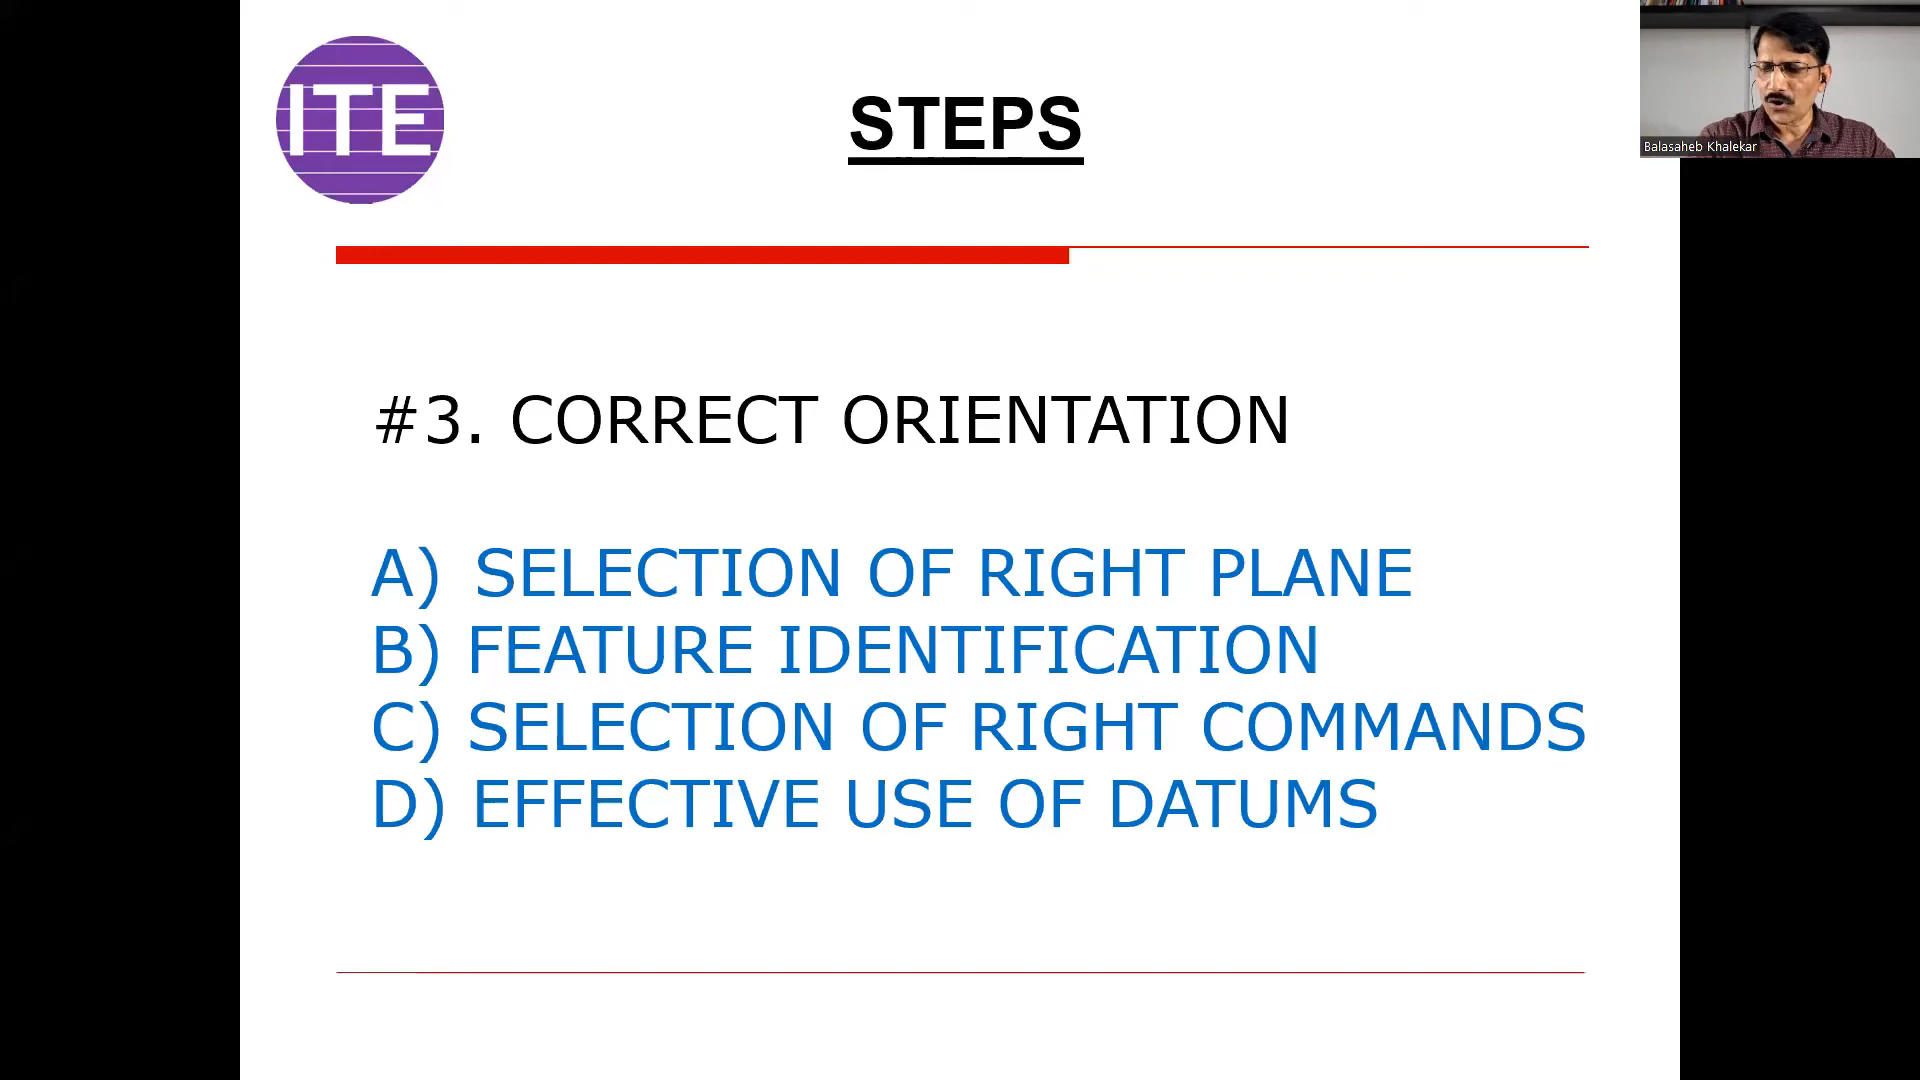 ITE
STEPS
Balasaheb Khalekar
#3. CORRECT ORIENTATION
A) SELECTION OF RIGHT PLANE
B) FEATURE IDENTIFICATION
C) SELECTION OF RIGHT COMMANDS
D) EFFECTIVE USE OF DATUMS